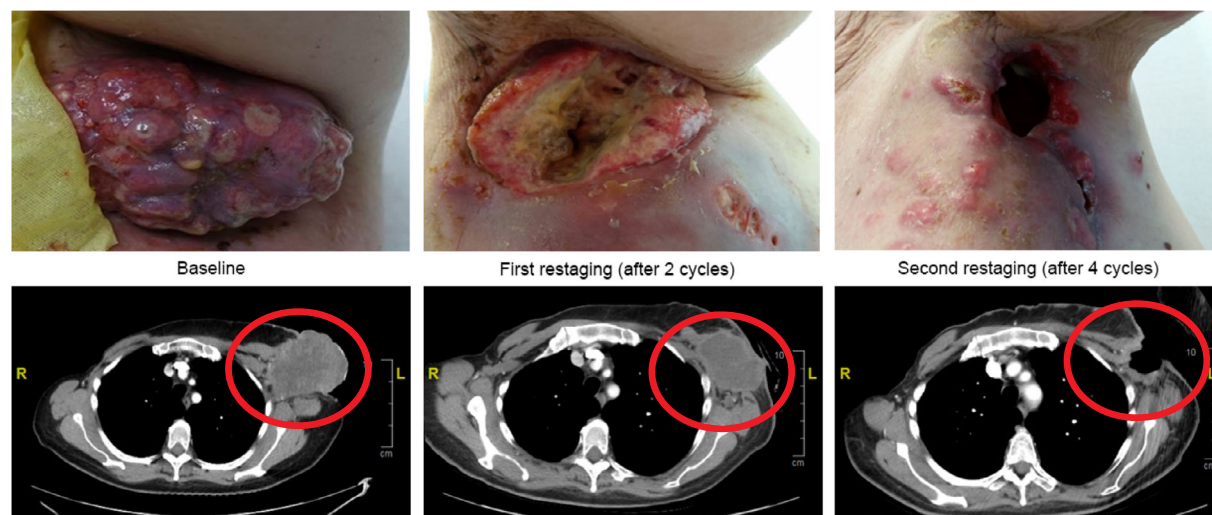 Baseline
First restaging (after 2 cycles)
Second restaging (after 4 cycles)
R
L
cm
R
10
L
cm
R
10
L
cm